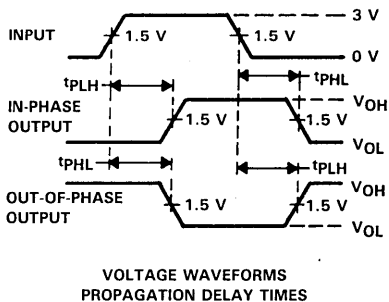 3 V
INPUT
1.5 V
1.5 V
0 V
tPLH
tPHL
IN-PHASE
OUTPUT
VOH
1.5 V
1.5 V
VOL
tPHL
tPLH
OUT-OF-PHASE
OUTPUT
VOH
1.5 V
1.5 V
VOL
VOLTAGE WAVEFORMS
PROPAGATION DELAY TIMES